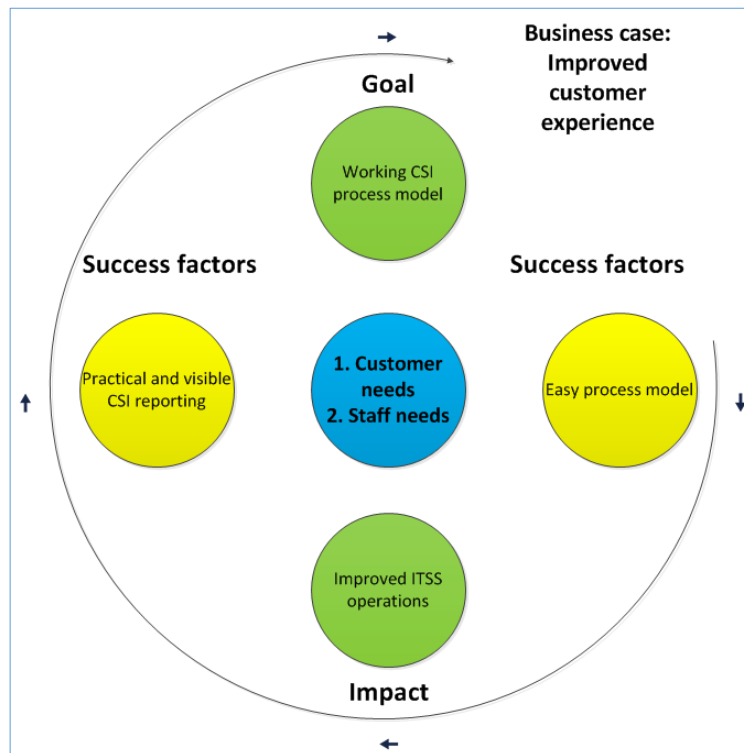 Business case:
Improved
customer
experience
Goal
Working CSI
process model
Success factors
Success factors
Practical and visible
CSI reporting
1. Customer
needs
2. Staff needs
Easy process model
Improved ITSS
operations
Impact